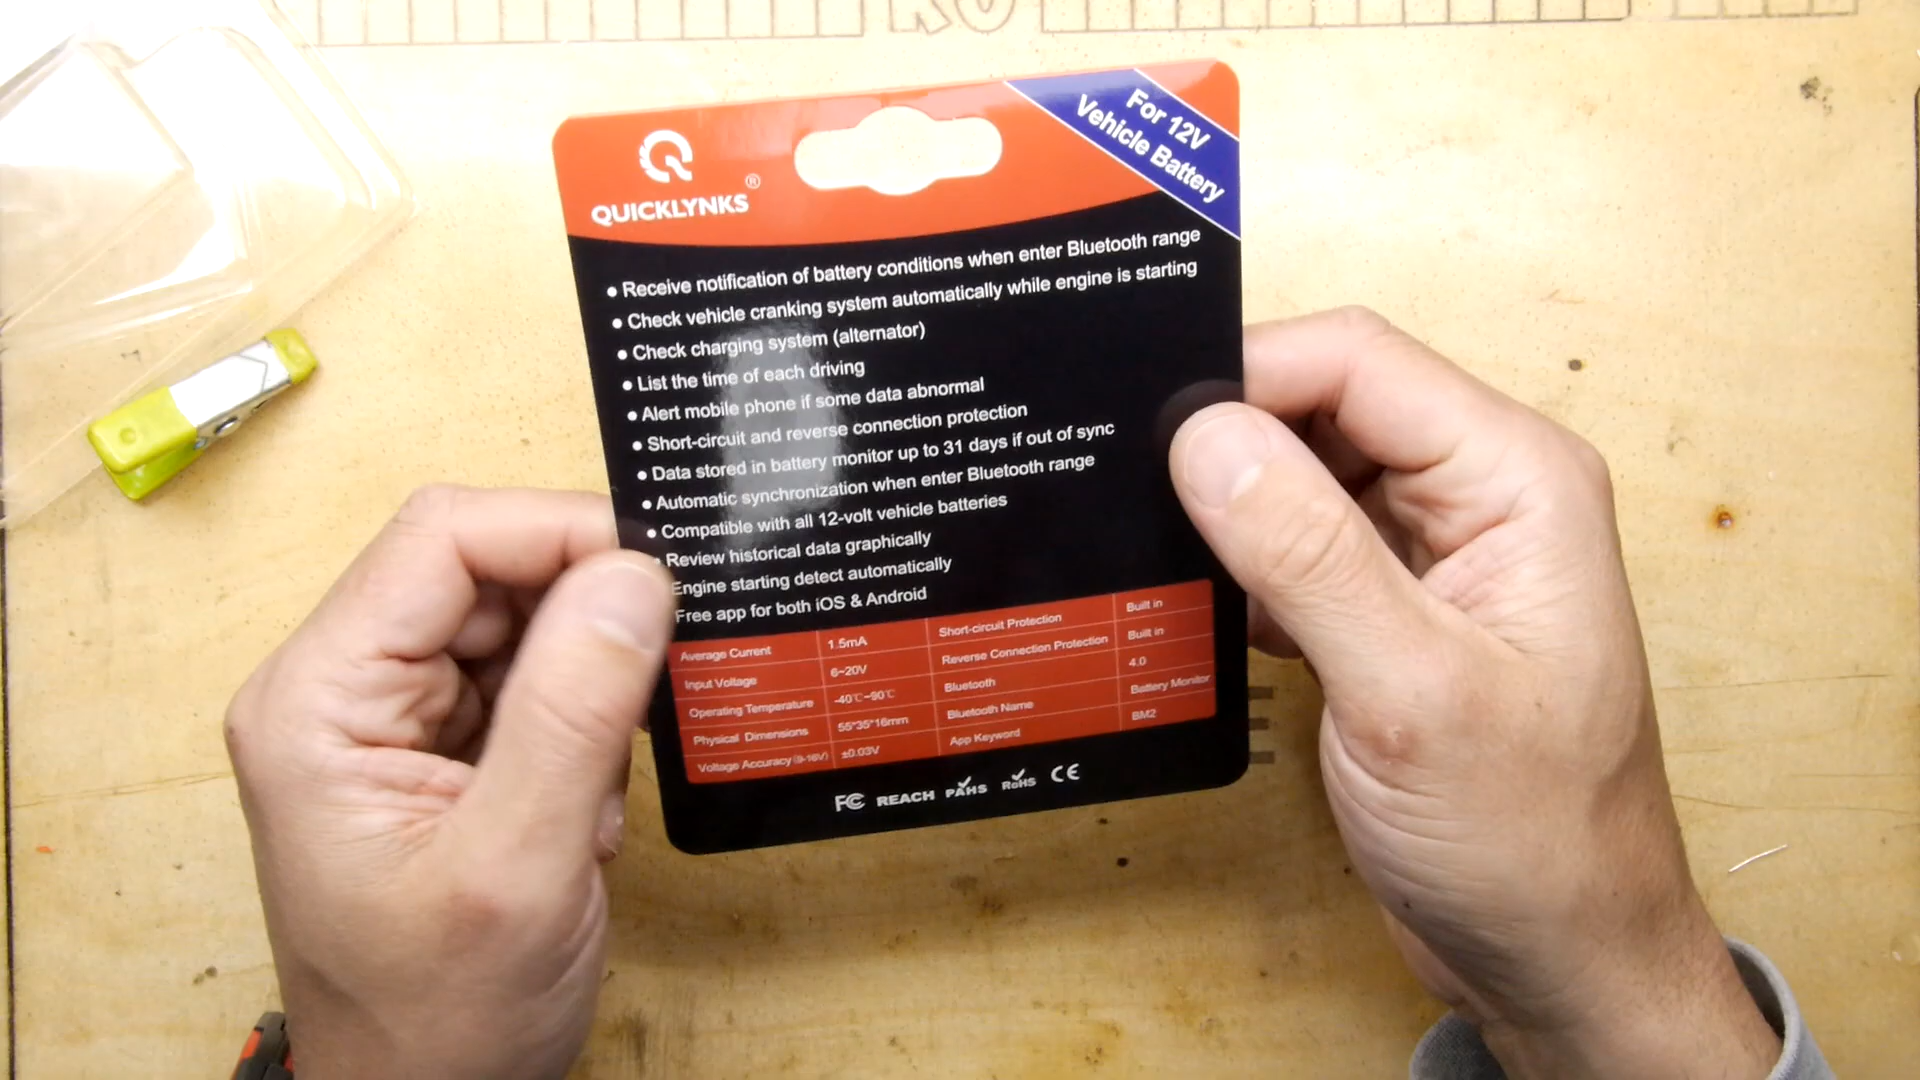 For 12V
Vehicle Battery
QUICKLYNKS®
• Receive notification of battery conditions when enter Bluetooth range
• Check vehicle cranking system automatically while engine is starting
• Check charging system (alternator)
• List the time of each driving
• Alert mobile phone if some data abnormal
• Short-circuit and reverse connection protection
• Data stored in battery monitor up to 31 days if out of sync
• Automatic synchronization when enter Bluetooth range
• Compatible with all 12-volt vehicle batteries
• Review historical data graphically
Engine starting detect automatically
Free app for both iOS & Android
Average Current 1.5mA Short-circuit Protection Built in
Input Voltage 6~20V Reverse Connection Protection Built in
Operating Temperature -40℃~90℃ Bluetooth 4.0
Physical Dimensions 55*35*16mm Bluetooth Name Battery Monitor
Voltage Accuracy (9-16V) ±0.03V App Keyword BM2
FC REACH PAHS RoHS CE